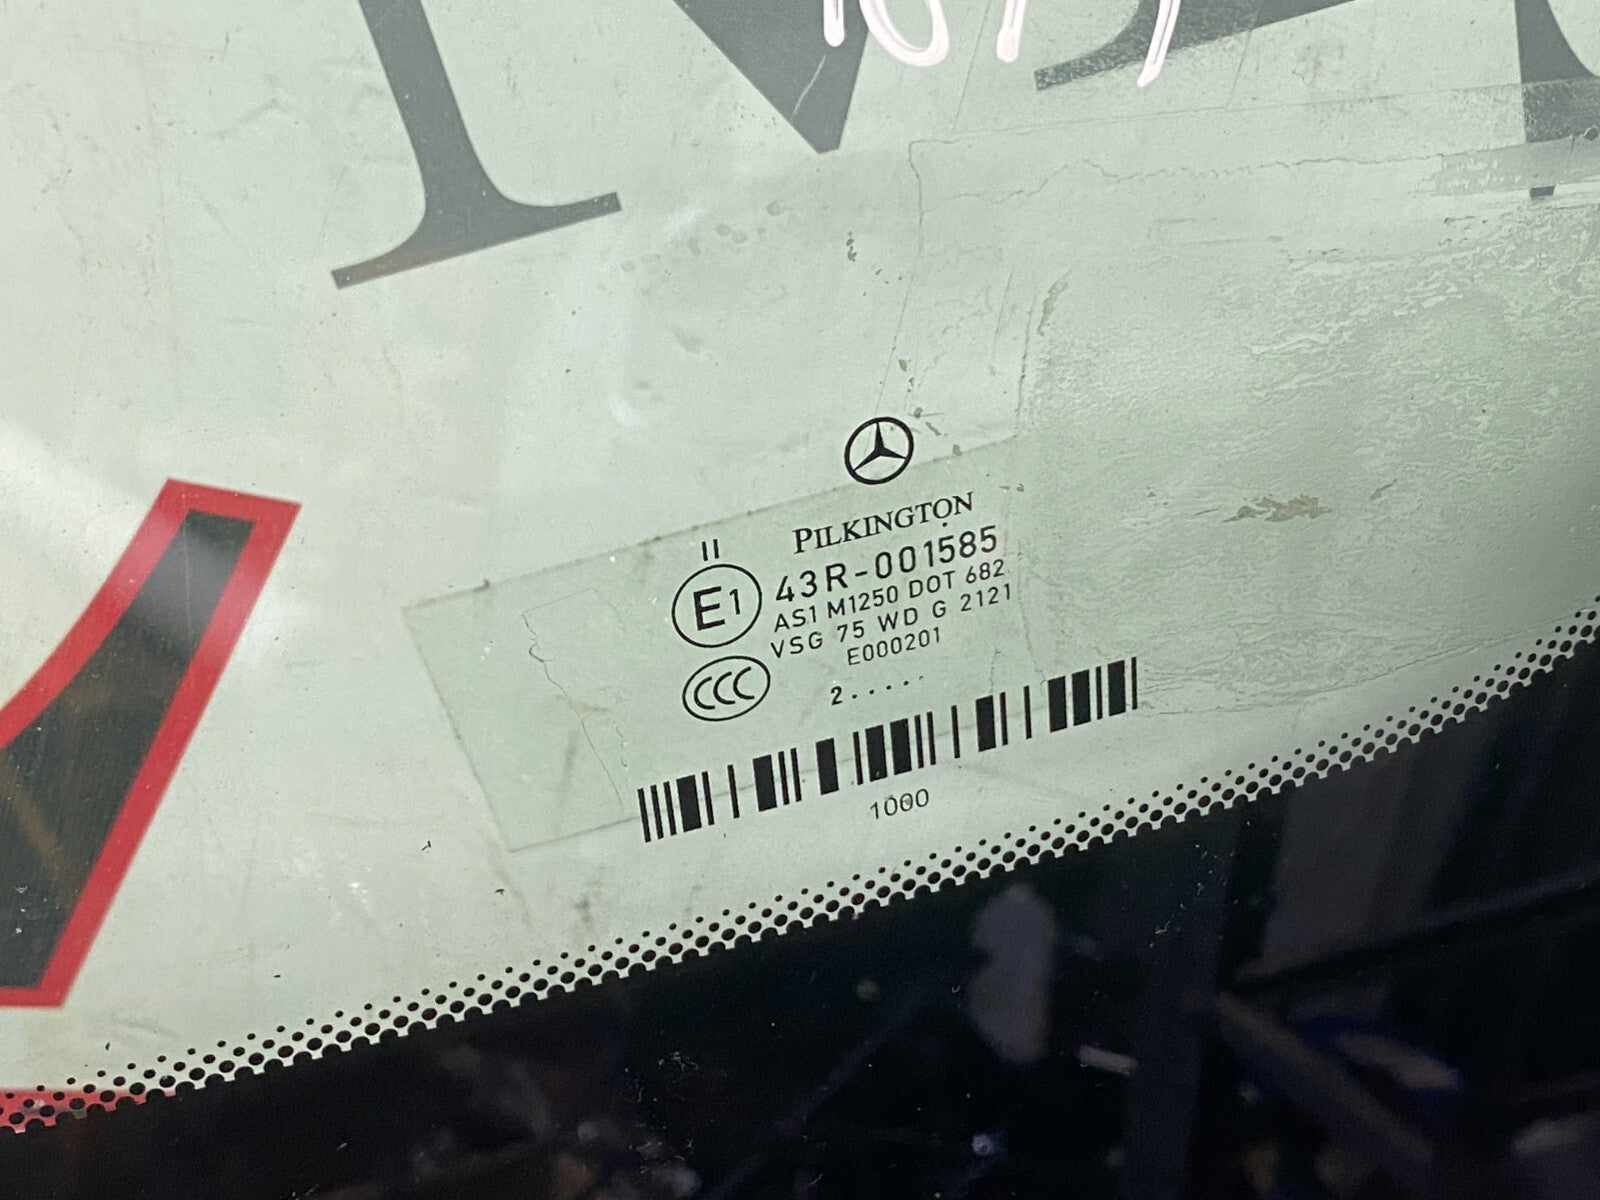 PILKINGTON
II
E1 43R-001585
AS1 M1250 DOT 682
VSG 75 WD G 2121
E000201
CCC
2.....
1000